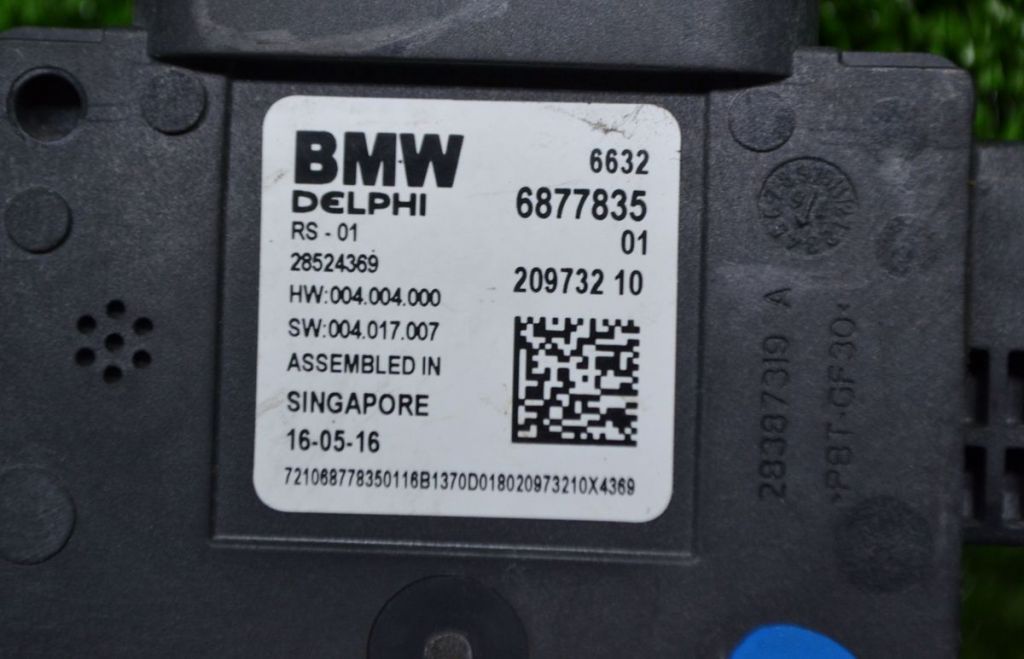 BMW
DELPHI
RS - 01
28524369
HW:004.004.000
SW:004.017.007
ASSEMBLED IN
SINGAPORE
16-05-16
6632
6877835
01
209732 10
721068778350116B1370D018020973210X4369
28387319 A
>PBT-GF30<